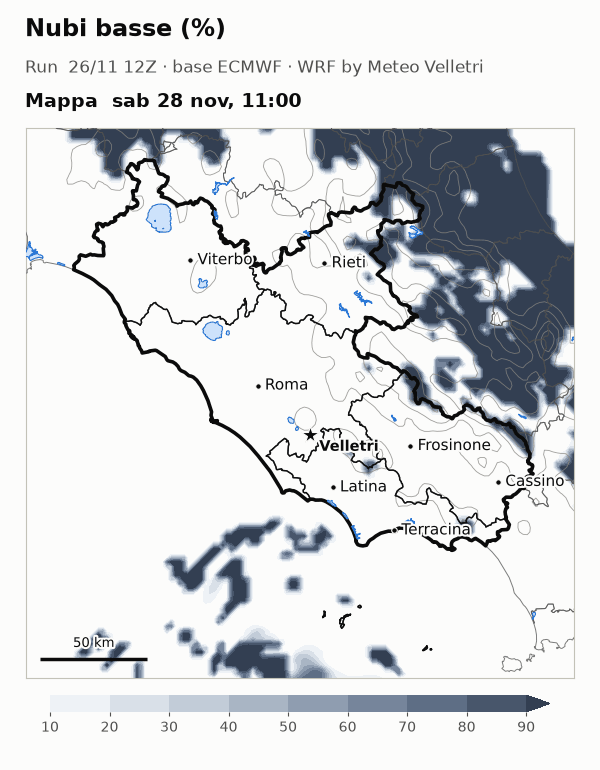 Nubi basse (%)
Run  26/11 12Z · base ECMWF · WRF by Meteo Velletri
Mappa  sab 28 nov, 11:00
Viterbo
Rieti
Roma
Velletri
Frosinone
Latina
Cassino
Terracina
50 km
10 20 30 40 50 60 70 80 90